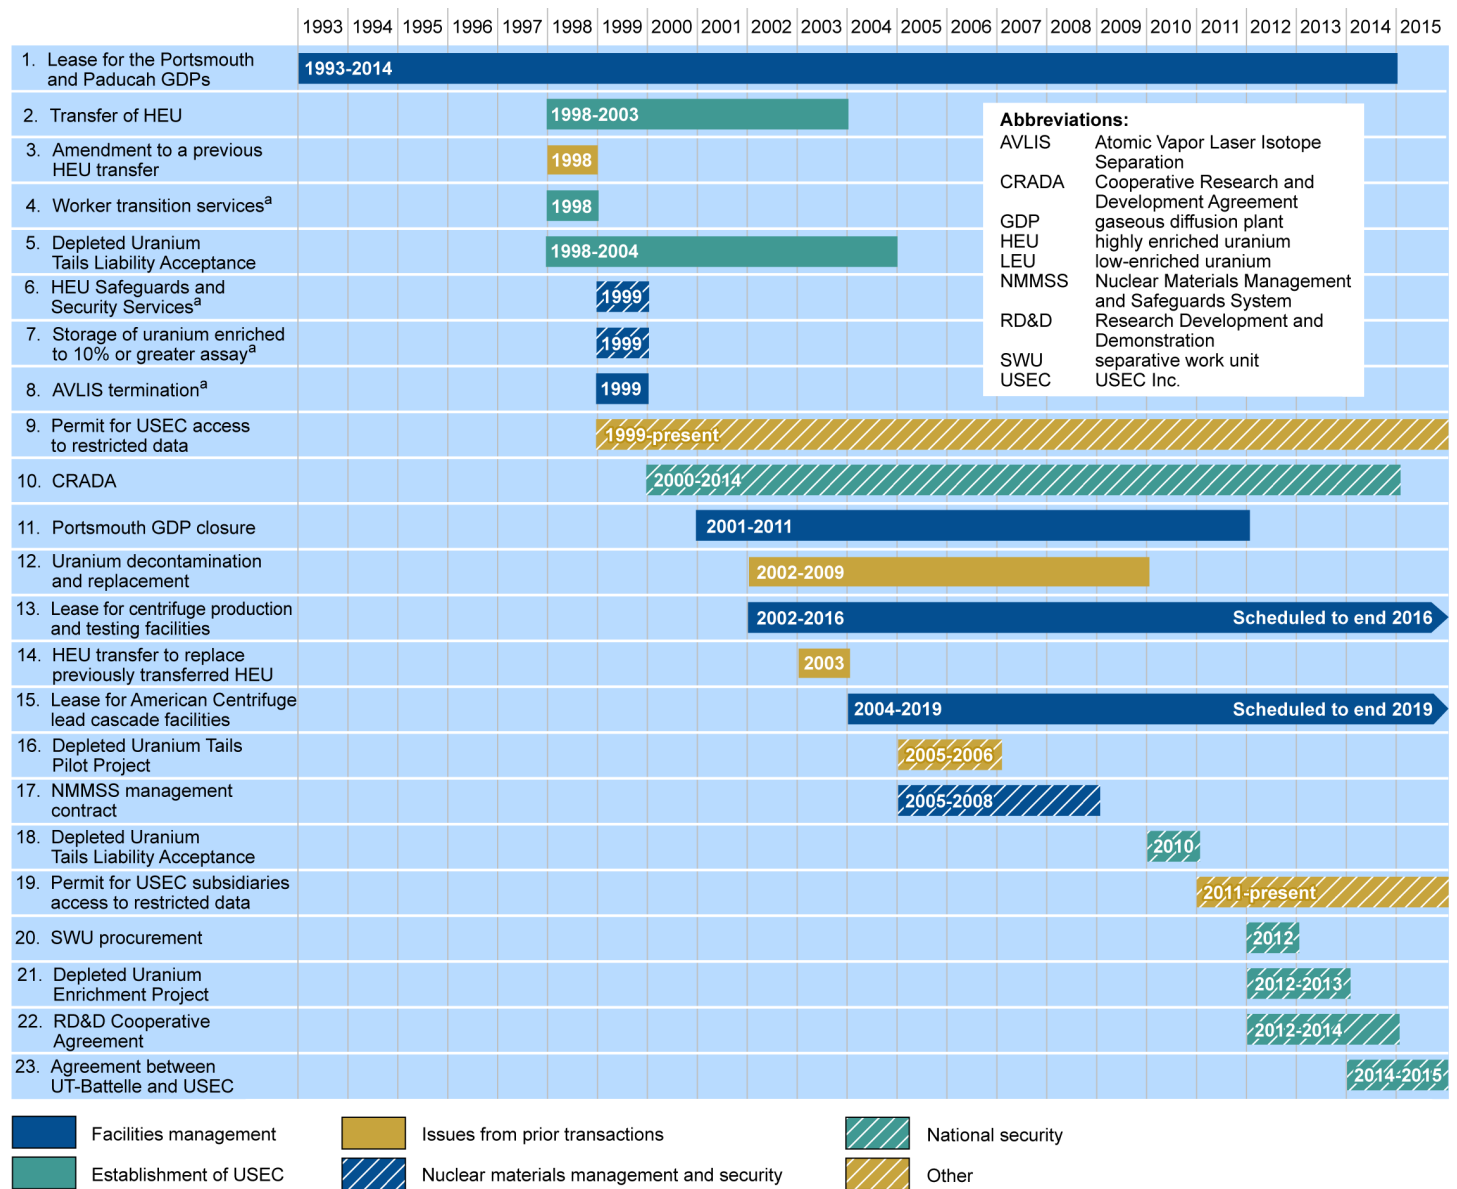 1993 1994 1995 1996 1997 1998 1999 2000 2001 2002 2003 2004 2005 2006 2007 2008 2009 2010 2011 2012 2013 2014 2015
1. Lease for the Portsmouth
and Paducah GDPs
1993-2014
2. Transfer of HEU
1998-2003
3. Amendment to a previous
HEU transfer
1998
4. Worker transition servicesa
1998
5. Depleted Uranium
Tails Liability Acceptance
1998-2004
6. HEU Safeguards and
Security Servicesa
1999
7. Storage of uranium enriched
to 10% or greater assaya
1999
8. AVLIS terminationa
1999
Abbreviations:
AVLIS Atomic Vapor Laser Isotope
Separation
CRADA Cooperative Research and
Development Agreement
GDP gaseous diffusion plant
HEU highly enriched uranium
LEU low-enriched uranium
NMMSS Nuclear Materials Management
and Safeguards System
RD&D Research Development and
Demonstration
SWU separative work unit
USEC USEC Inc.
9. Permit for USEC access
to restricted data
1999-present
10. CRADA
2000-2014
11. Portsmouth GDP closure
2001-2011
12. Uranium decontamination
and replacement
2002-2009
13. Lease for centrifuge production
and testing facilities
2002-2016 Scheduled to end 2016
14. HEU transfer to replace
previously transferred HEU
2003
15. Lease for American Centrifuge
lead cascade facilities
2004-2019 Scheduled to end 2019
16. Depleted Uranium Tails
Pilot Project
2005-2006
17. NMMSS management
contract
2005-2008
18. Depleted Uranium
Tails Liability Acceptance
2010
19. Permit for USEC subsidiaries
access to restricted data
2011-present
20. SWU procurement
2012
21. Depleted Uranium
Enrichment Project
2012-2013
22. RD&D Cooperative
Agreement
2012-2014
23. Agreement between
UT-Battelle and USEC
2014-2015
Facilities management
Issues from prior transactions
National security
Establishment of USEC
Nuclear materials management and security
Other